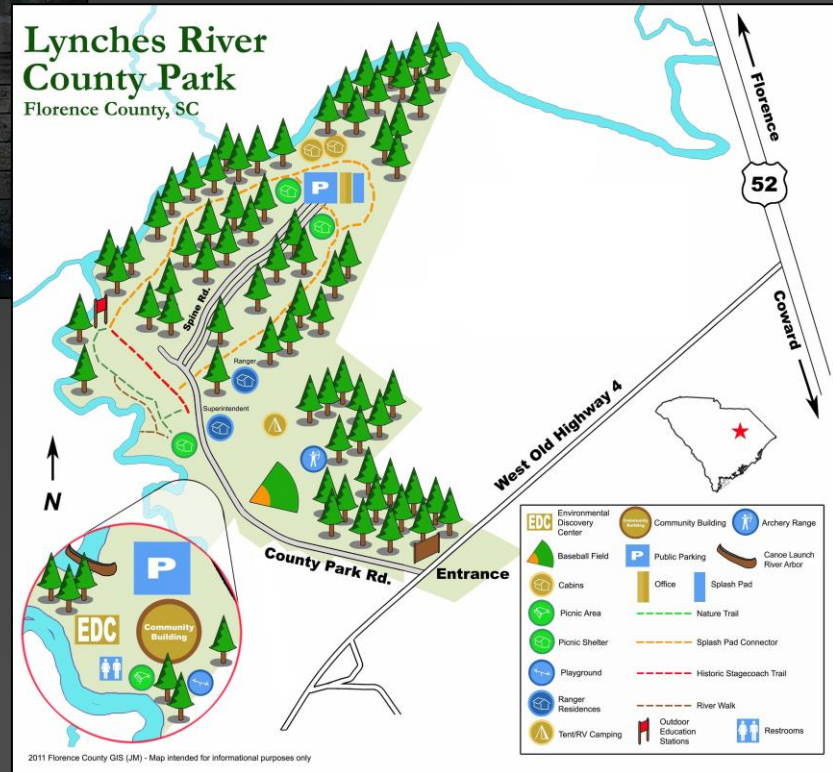 Lynches River
County Park
Florence County, SC
Florence
52
Coward
P
Spine Rd.
Ranger
Superintendent
West Old Highway 4
N
County Park Rd.
Entrance
P
EDC
Community
Building
EDC
Environmental
Discovery
Center
Community
Building
Community Building
Archery Range
Baseball Field
P
Public Parking
Canoe Launch
River Arbor
Cabins
Office
Splash Pad
Picnic Area
Nature Trail
Picnic Shelter
Splash Pad Connector
Playground
Historic Stagecoach Trail
Ranger
Residences
River Walk
Tent/RV Camping
Outdoor
Education
Stations
Restrooms
2011 Florence County GIS (JM) - Map intended for informational purposes only